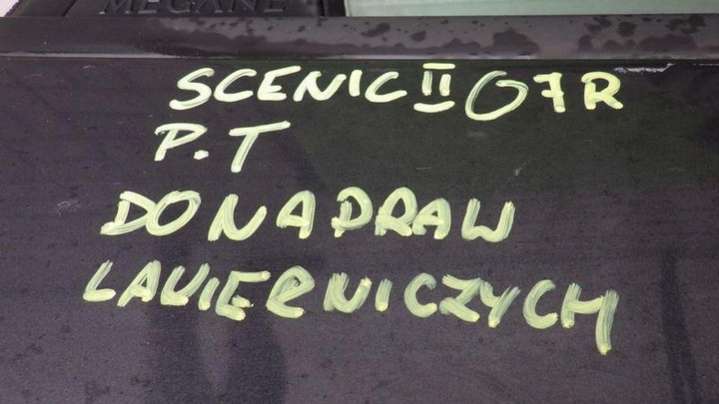 MEGANE
SCENIC II 07R
P.T
DO NAPRAW
LAKIERNICZYCH